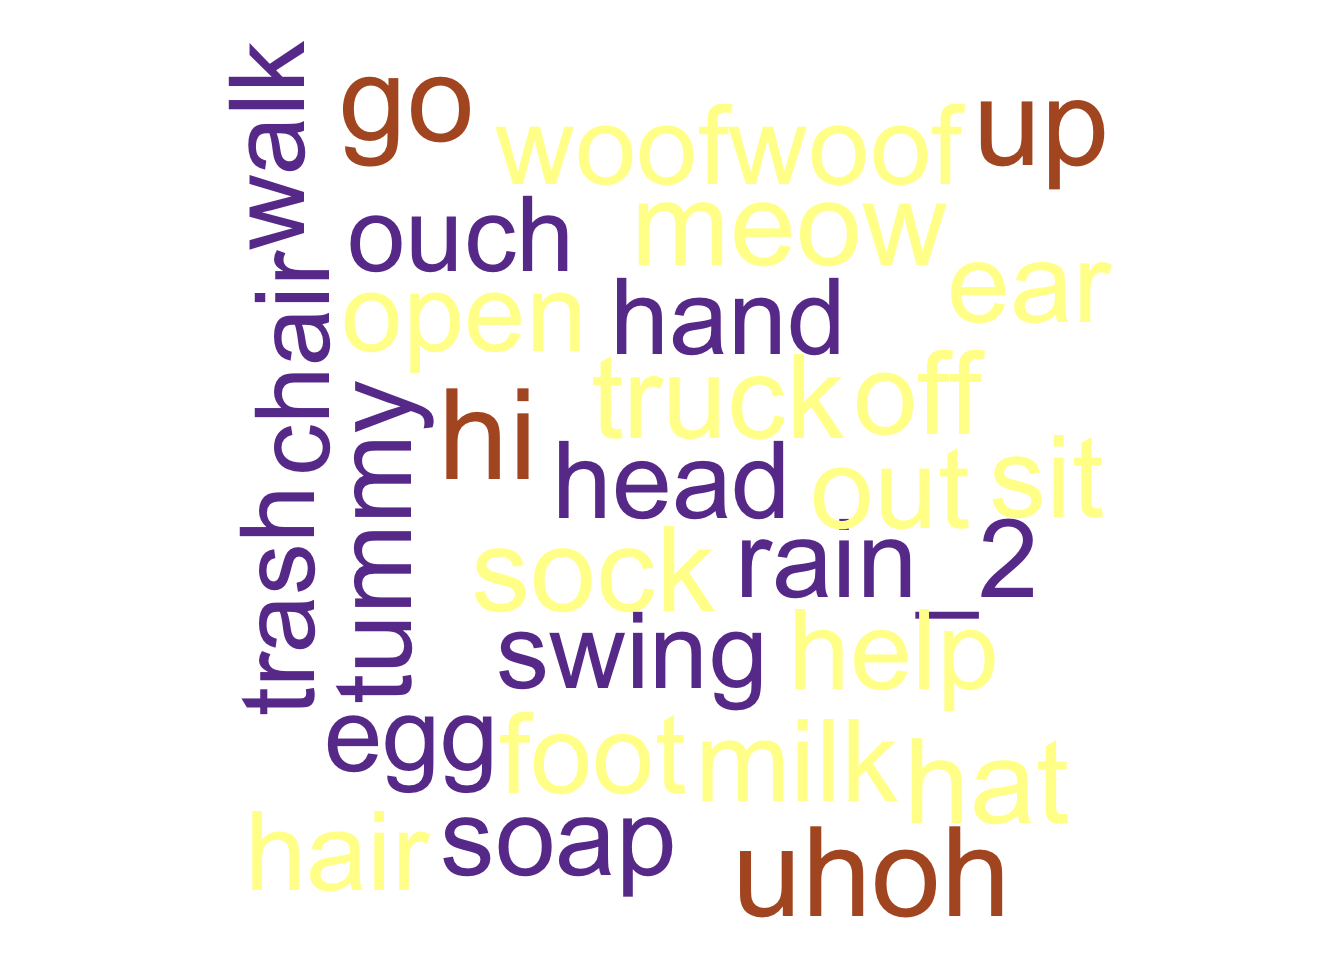 walk
go
woofwoof
up
ouch
meow
ear
chair
open
hand
truck
off
tummy
hi
head
out
sit
trash
sock
rain_2
swing
help
egg
foot
milk
hat
hair
soap
uhoh